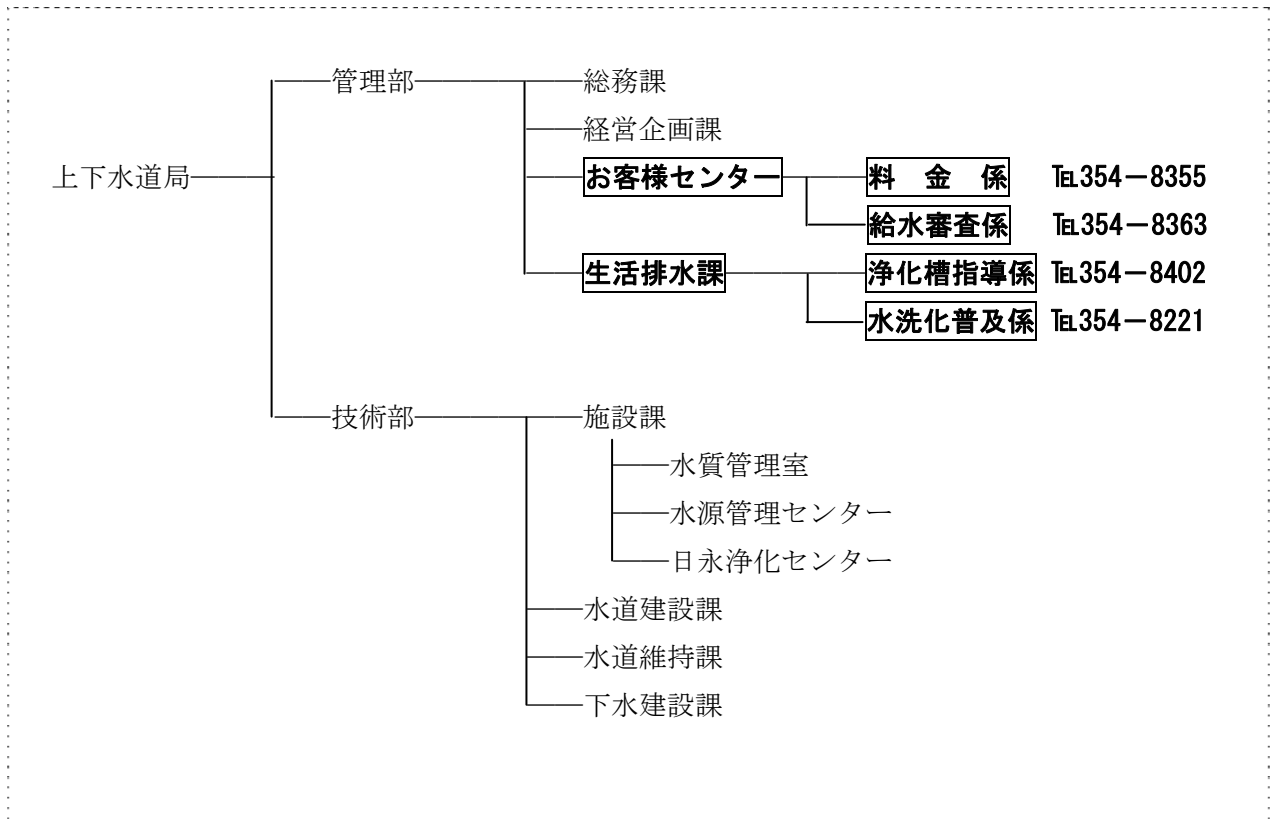 管理部 総務課
経営企画課
上下水道局 お客様センター 料　金　係 ℡354－8355
給水審査係 ℡354－8363
生活排水課 浄化槽指導係 ℡354－8402
水洗化普及係 ℡354－8221
技術部 施設課
水質管理室
水源管理センター
日永浄化センター
水道建設課
水道維持課
下水建設課